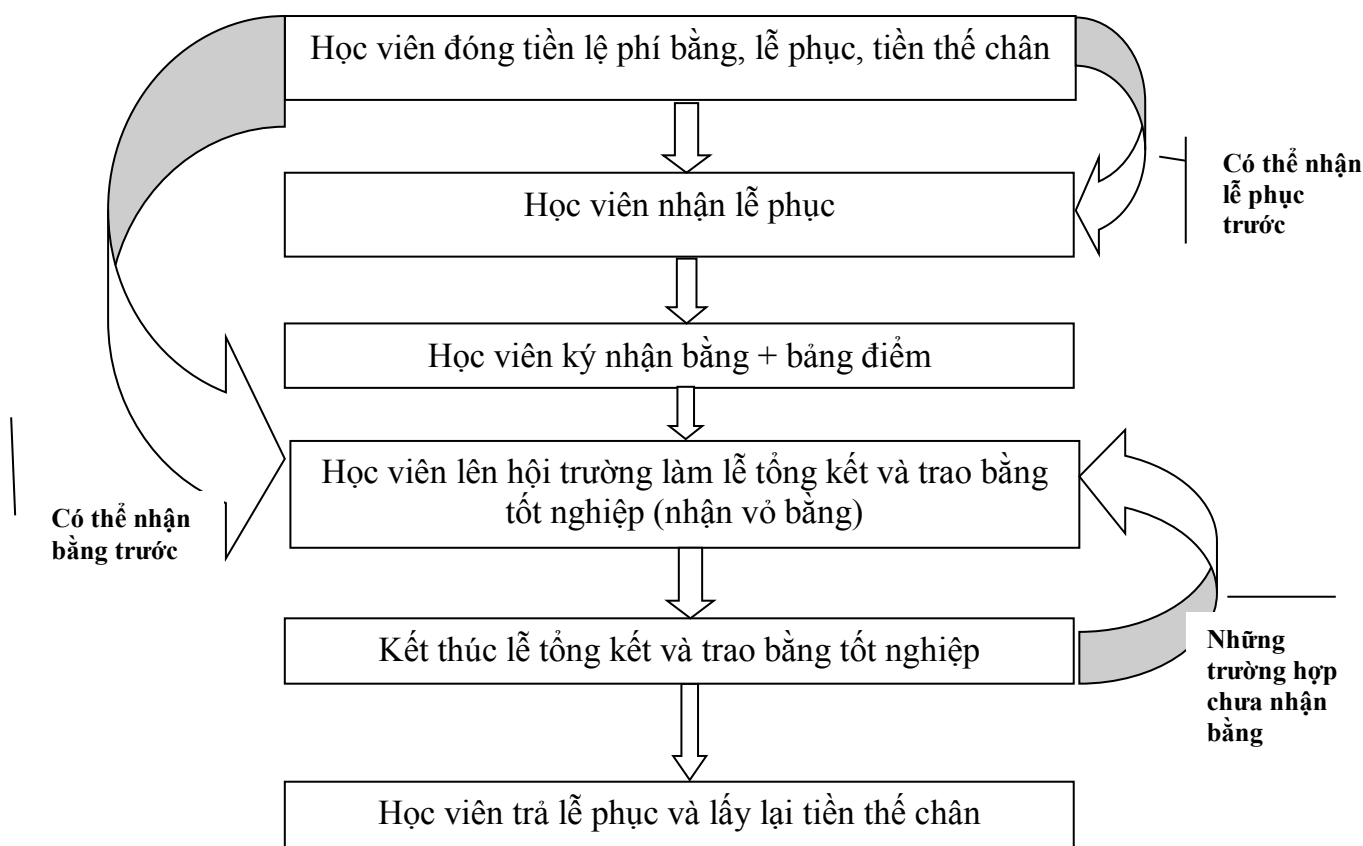 Học viên đóng tiền lệ phí bằng, lễ phục, tiền thế chân
Có thể nhận
lễ phục
trước
Học viên nhận lễ phục
Học viên ký nhận bằng + bảng điểm
Học viên lên hội trường làm lễ tổng kết và trao bằng
tốt nghiệp (nhận vỏ bằng)
Có thể nhận
bằng trước
Kết thúc lễ tổng kết và trao bằng tốt nghiệp
Những
trường hợp
chưa nhận
bằng
Học viên trả lễ phục và lấy lại tiền thế chân